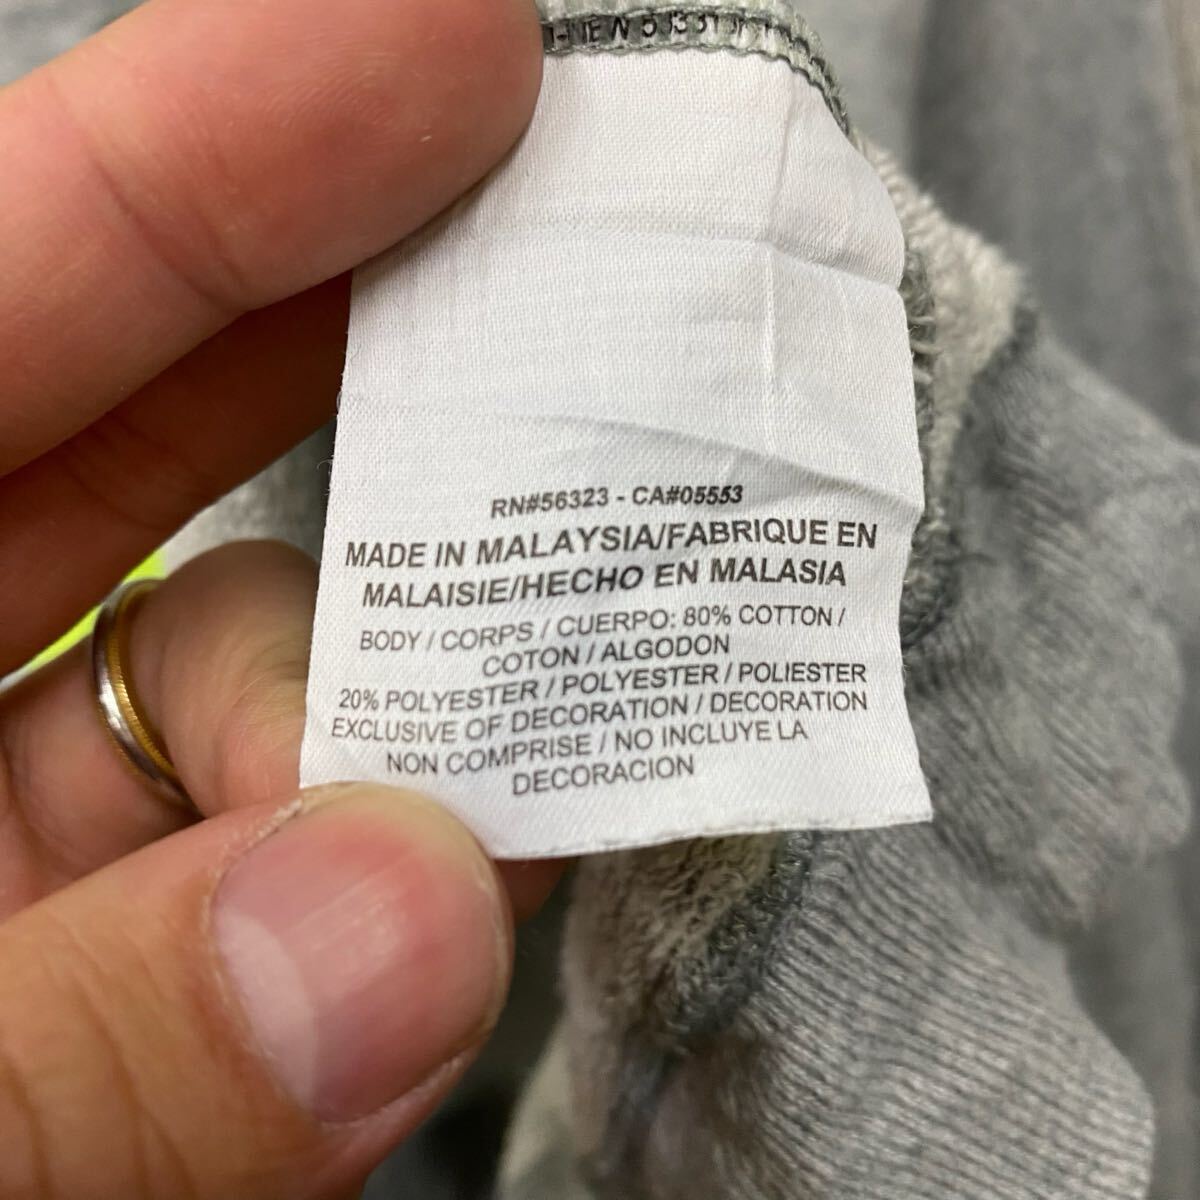 RN#56323 - CA#05553
MADE IN MALAYSIA/FABRIQUE EN
MALAISIE/HECHO EN MALASIA
BODY / CORPS / CUERPO: 80% COTTON /
COTON / ALGODON
20% POLYESTER / POLYESTER / POLIESTER
EXCLUSIVE OF DECORATION / DECORATION
NON COMPRISE / NO INCLUYE LA
DECORACION